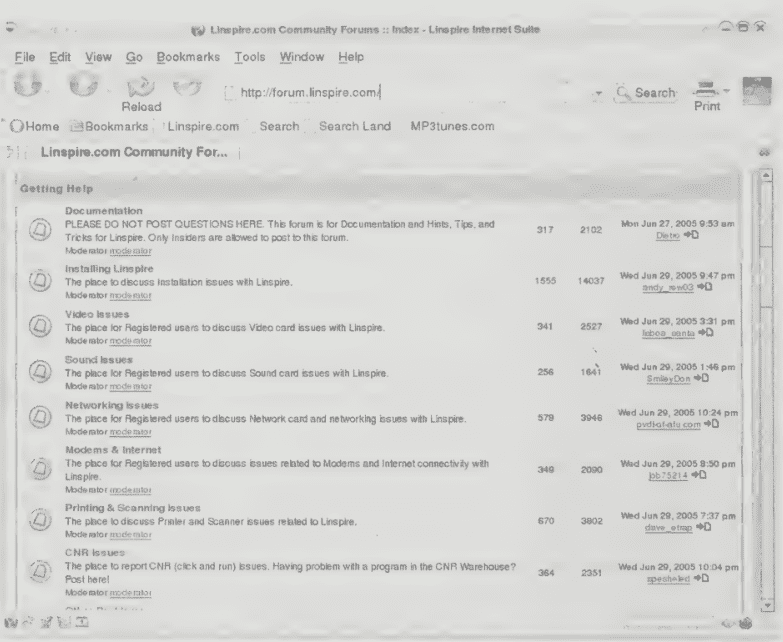 Linspire.com Community Forums :: Index - Linspire Internet Suite
File Edit View Go Bookmarks Tools Window Help
http://forum.linspire.com/
Search
Reload
Print
Home Bookmarks Linspire.com Search Search Land MP3tunes.com
Linspire.com Community For...
Getting Help
Documentation
PLEASE DO NOT POST QUESTIONS HERE. This forum is for Documentation and Hints, Tips, and
Tricks for Linspire. Only Insiders are allowed to post to this forum.
Moderator moderator
317 2102 Mon Jun 27, 2005 9:53 am
Installing Linspire
The place to discuss Installation issues with Linspire.
Moderator moderator
1555 14037 Wed Jun 29, 2005 9:47 pm
Video Issues
The place for Registered users to discuss Video card issues with Linspire.
Moderator moderator
341 2527 Wed Jun 29, 2005 3:31 pm
Sound Issues
The place for Registered users to discuss Sound card issues with Linspire.
Moderator moderator
256 1641 Wed Jun 29, 2005 1:46 pm
SmileyDon
Networking Issues
The place for Registered users to discuss Network card and networking issues with Linspire.
Moderator moderator
579 3946 Wed Jun 29, 2005 10:24 pm
Modems & Internet
The place for Registered users to discuss issues related to Modems and Internet connectivity with
Linspire.
Moderator moderator
349 2090 Wed Jun 29, 2005 8:50 pm
Printing & Scanning Issues
The place to discuss Printer and Scanner issues related to Linspire.
Moderator moderator
670 3802 Wed Jun 29, 2005 7:37 pm
CNR Issues
The place to report CNR (click and run) issues. Having problem with a program in the CNR Warehouse?
Post here!
Moderator moderator
364 2351 Wed Jun 29, 2005 10:04 pm